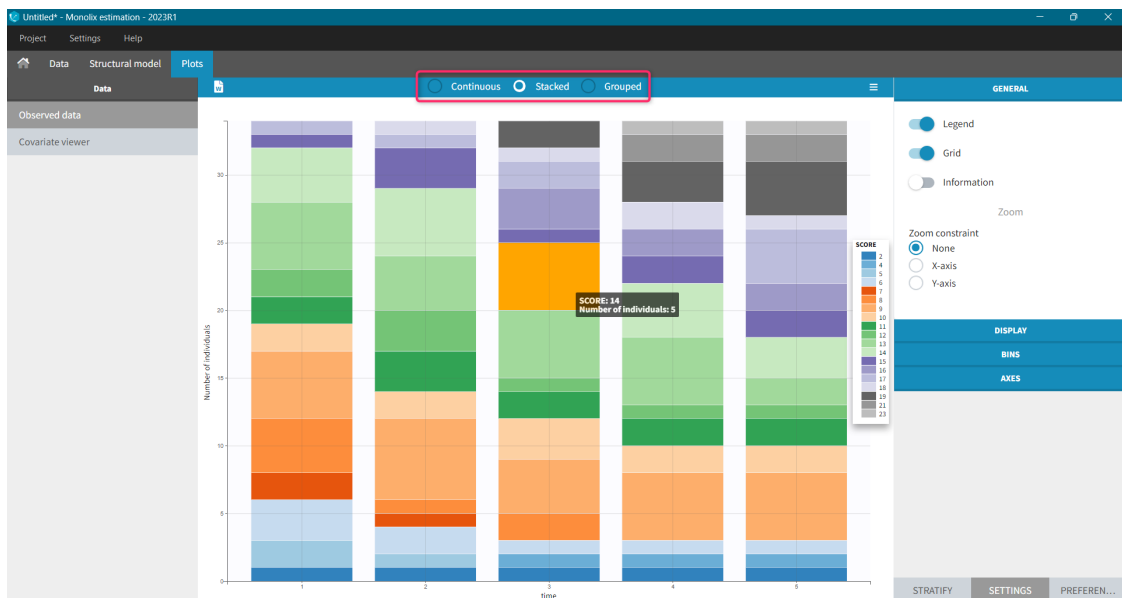 Untitled* - Monolix estimation - 2023R1
Project Settings Help
Data Structural model Plots
Data
Observed data
Covariate viewer
W
Continuous Stacked Grouped
Number of individuals
30
25
20
15
10
5
0
1 2 3 4 5
time
SCORE: 14
Number of individuals: 5
SCORE
2
4
5
6
7
8
9
10
11
12
13
14
15
16
17
18
19
21
23
GENERAL
Legend
Grid
Information
Zoom
Zoom constraint
None
X-axis
Y-axis
DISPLAY
BINS
AXES
STRATIFY SETTINGS PREFEREN...